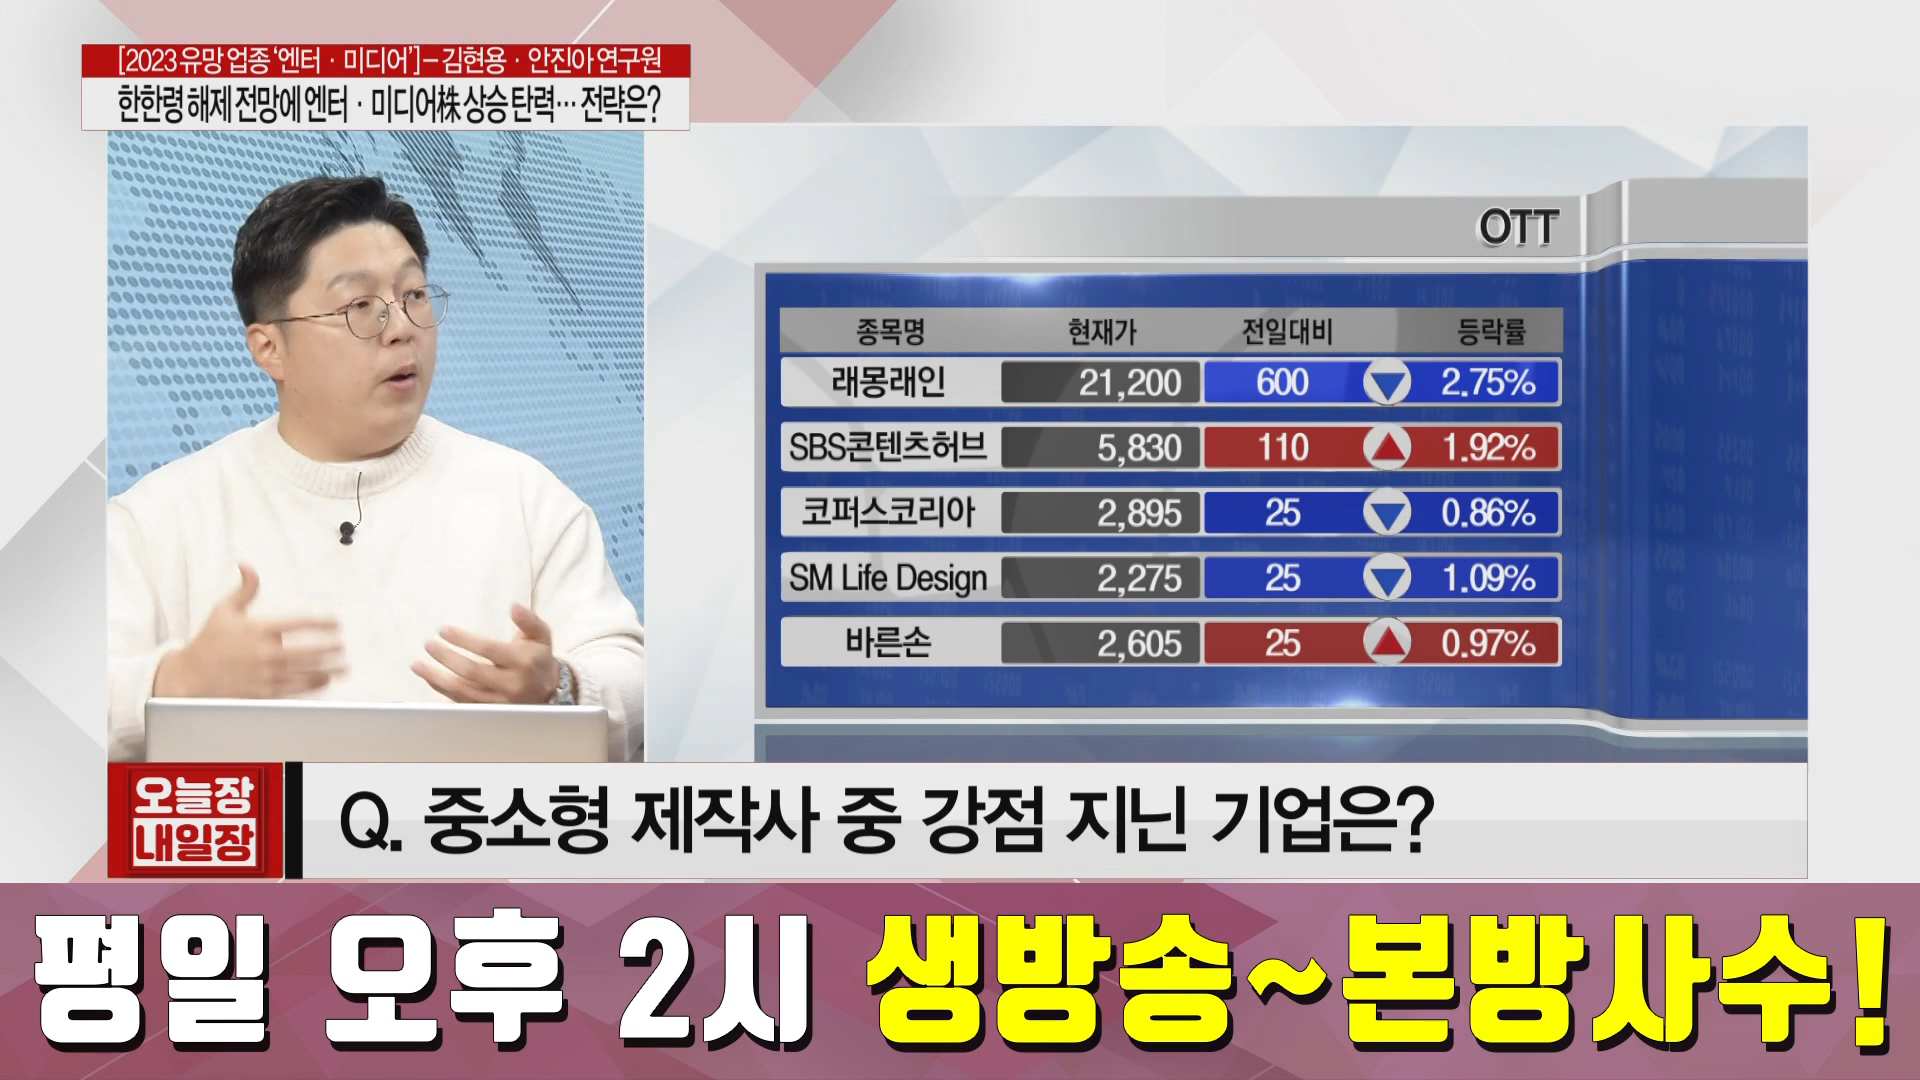 [2023 유망 업종 ‘엔터 · 미디어’] – 김현용 · 안진아 연구원
한한령 해제 전망에 엔터 · 미디어株 상승 탄력… 전략은?
OTT
종목명 현재가 전일대비 등락률
래몽래인 21,200 600 ▼ 2.75%
SBS콘텐츠허브 5,830 110 ▲ 1.92%
코퍼스코리아 2,895 25 ▼ 0.86%
SM Life Design 2,275 25 ▼ 1.09%
바른손 2,605 25 ▲ 0.97%
오늘장
내일장
Q. 중소형 제작사 중 강점 지닌 기업은?
평일 오후 2시 생방송~본방사수!